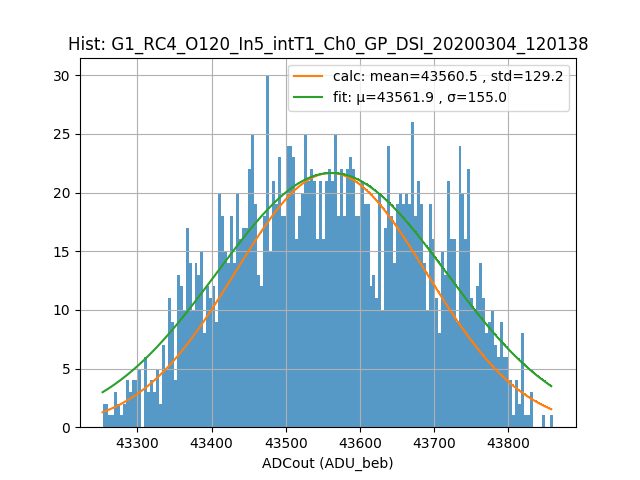 Hist: G1_RC4_O120_In5_intT1_Ch0_GP_DSI_20200304_120138
calc: mean=43560.5 , std=129.2
fit: μ=43561.9 , σ=155.0
30
25
20
15
10
5
0
43300 43400 43500 43600 43700 43800
ADCout (ADU_beb)